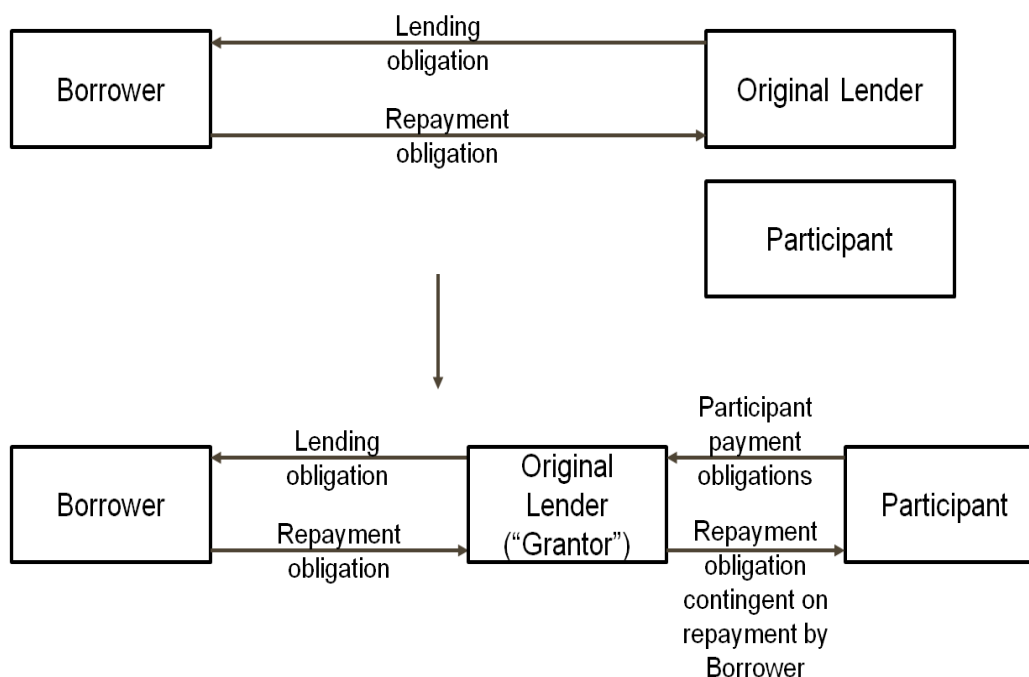 Lending
obligation
Borrower
Original Lender
Repayment
obligation
Participant
Participant
payment
obligations
Lending
obligation
Borrower
Original
Lender
(“Grantor”)
Participant
Repayment
obligation
Repayment
obligation
contingent on
repayment by
Borrower